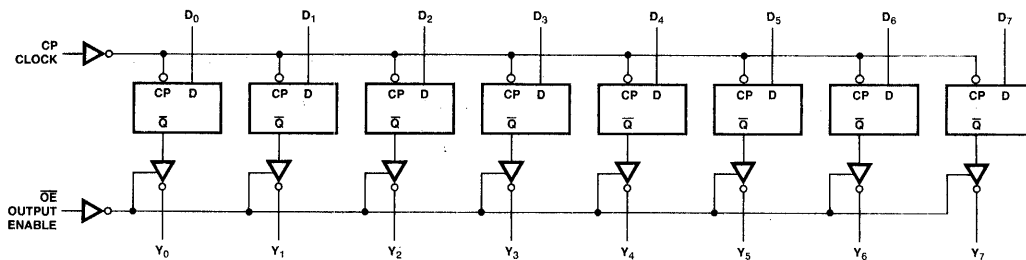 D0 D1 D2 D3 D4 D5 D6 D7
CP
CLOCK
CP D CP D CP D CP D CP D CP D CP D CP D
Q̅ Q̅ Q̅ Q̅ Q̅ Q̅ Q̅ Q̅
O̅E̅
OUTPUT
ENABLE
Y0 Y1 Y2 Y3 Y4 Y5 Y6 Y7